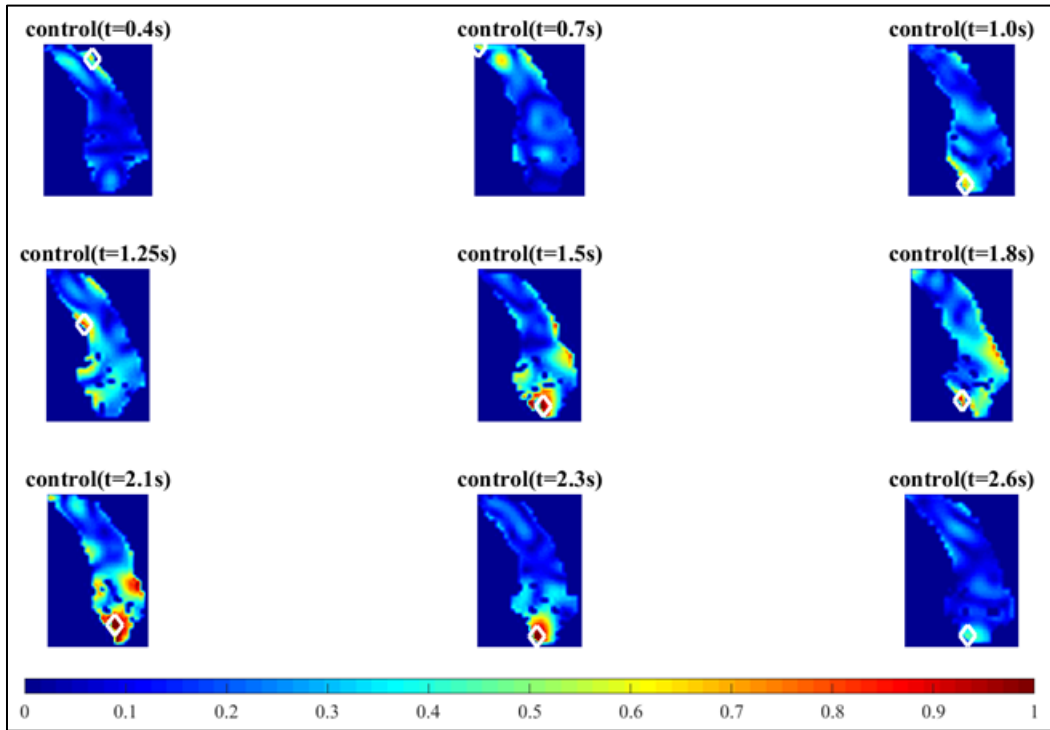 control(t=0.4s) control(t=0.7s) control(t=1.0s)
control(t=1.25s) control(t=1.5s) control(t=1.8s)
control(t=2.1s) control(t=2.3s) control(t=2.6s)
0 0.1 0.2 0.3 0.4 0.5 0.6 0.7 0.8 0.9 1